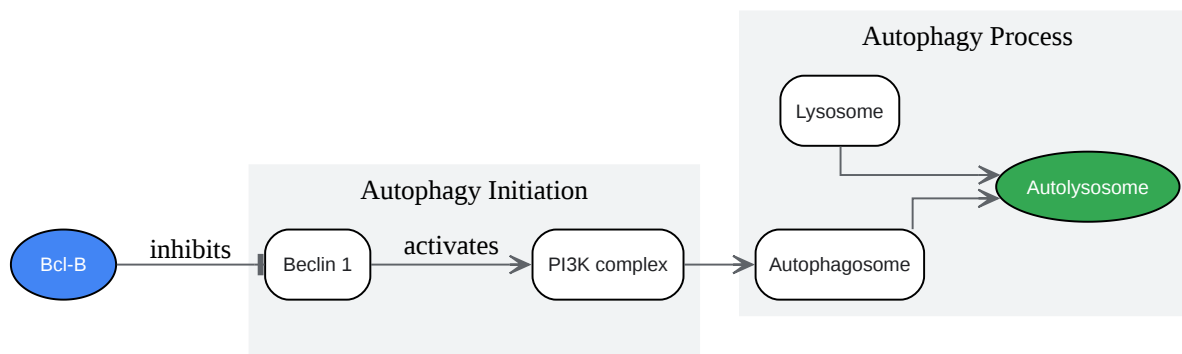 Autophagy Process
Lysosome
Autolysosome
Autophagy Initiation
Bcl-B
inhibits
Beclin 1
activates
PI3K complex
Autophagosome